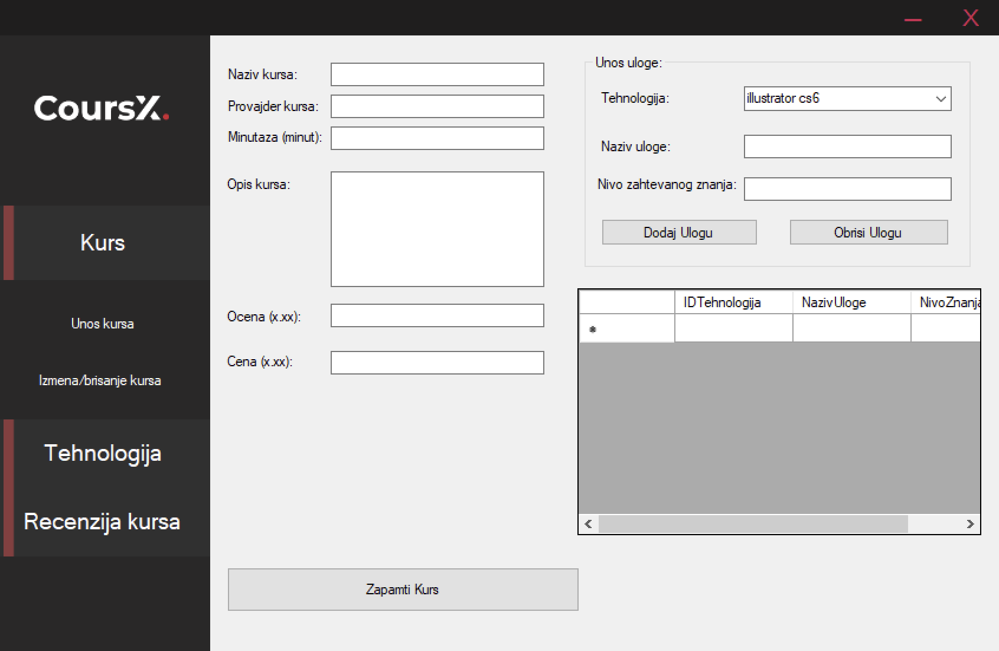 CoursX.
Kurs
Unos kursa
Izmena/brisanje kursa
Tehnologija
Recenzija kursa
Naziv kursa:
Provajder kursa:
Minutaza (minut):
Opis kursa:
Ocena (x.xx):
Cena (x.xx):
Zapamti Kurs
Unos uloge:
Tehnologija: illustrator cs6
Naziv uloge:
Nivo zahtevanog znanja:
Dodaj Ulogu Obrisi Ulogu
IDTehnologija NazivUloge NivoZnanja